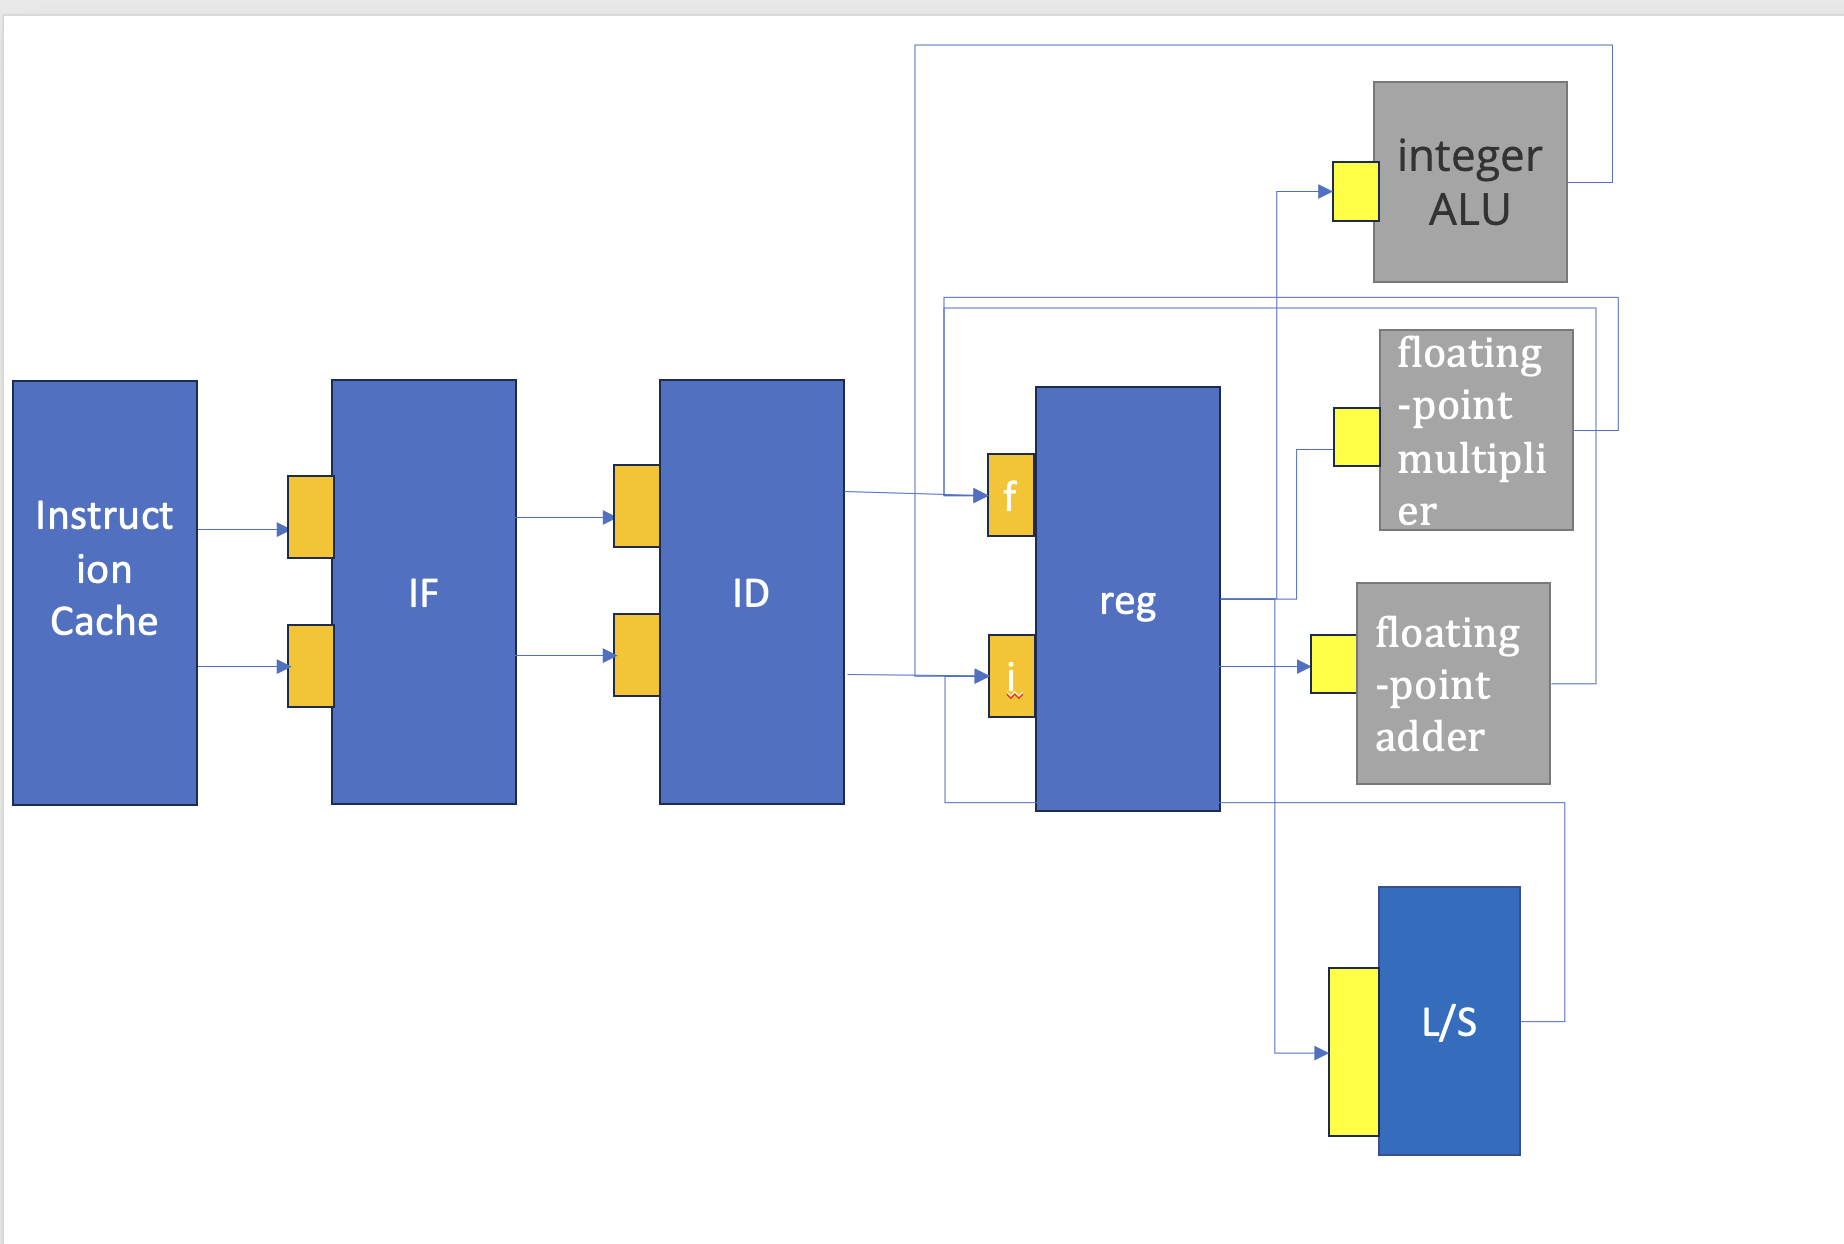 Instruct
ion
Cache
IF
ID
f
i
reg
integer
ALU
floating
-point
multipli
er
floating
-point
adder
L/S